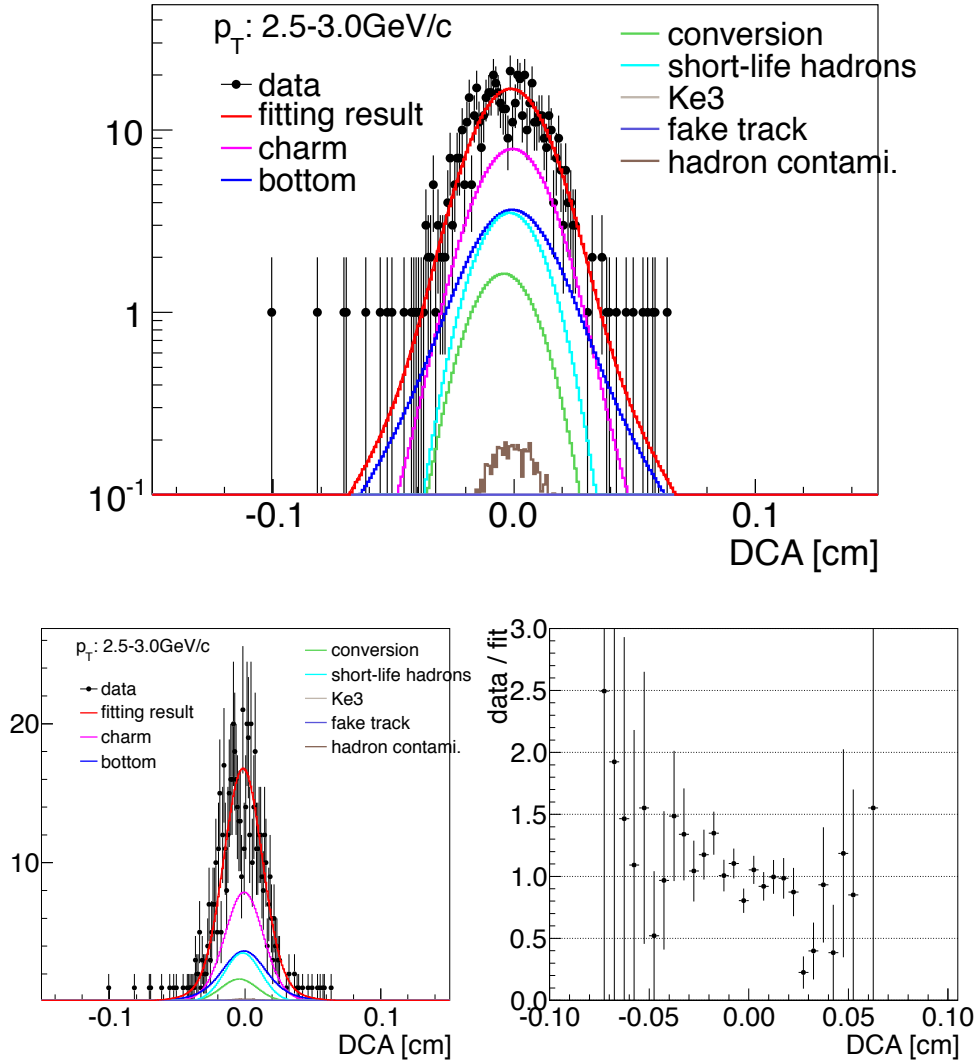 p_T: 2.5-3.0GeV/c
data
fitting result
charm
bottom
conversion
short-life hadrons
Ke3
fake track
hadron contami.
10
1
10^-1
-0.1 0.0 0.1
DCA [cm]
p_T: 2.5-3.0GeV/c
data
fitting result
charm
bottom
conversion
short-life hadrons
Ke3
fake track
hadron contami.
20
10
-0.1 0.0 0.1
DCA [cm]
data / fit
3.0
2.5
2.0
1.5
1.0
0.5
0.0
-0.10 -0.05 0.00 0.05 0.10
DCA [cm]